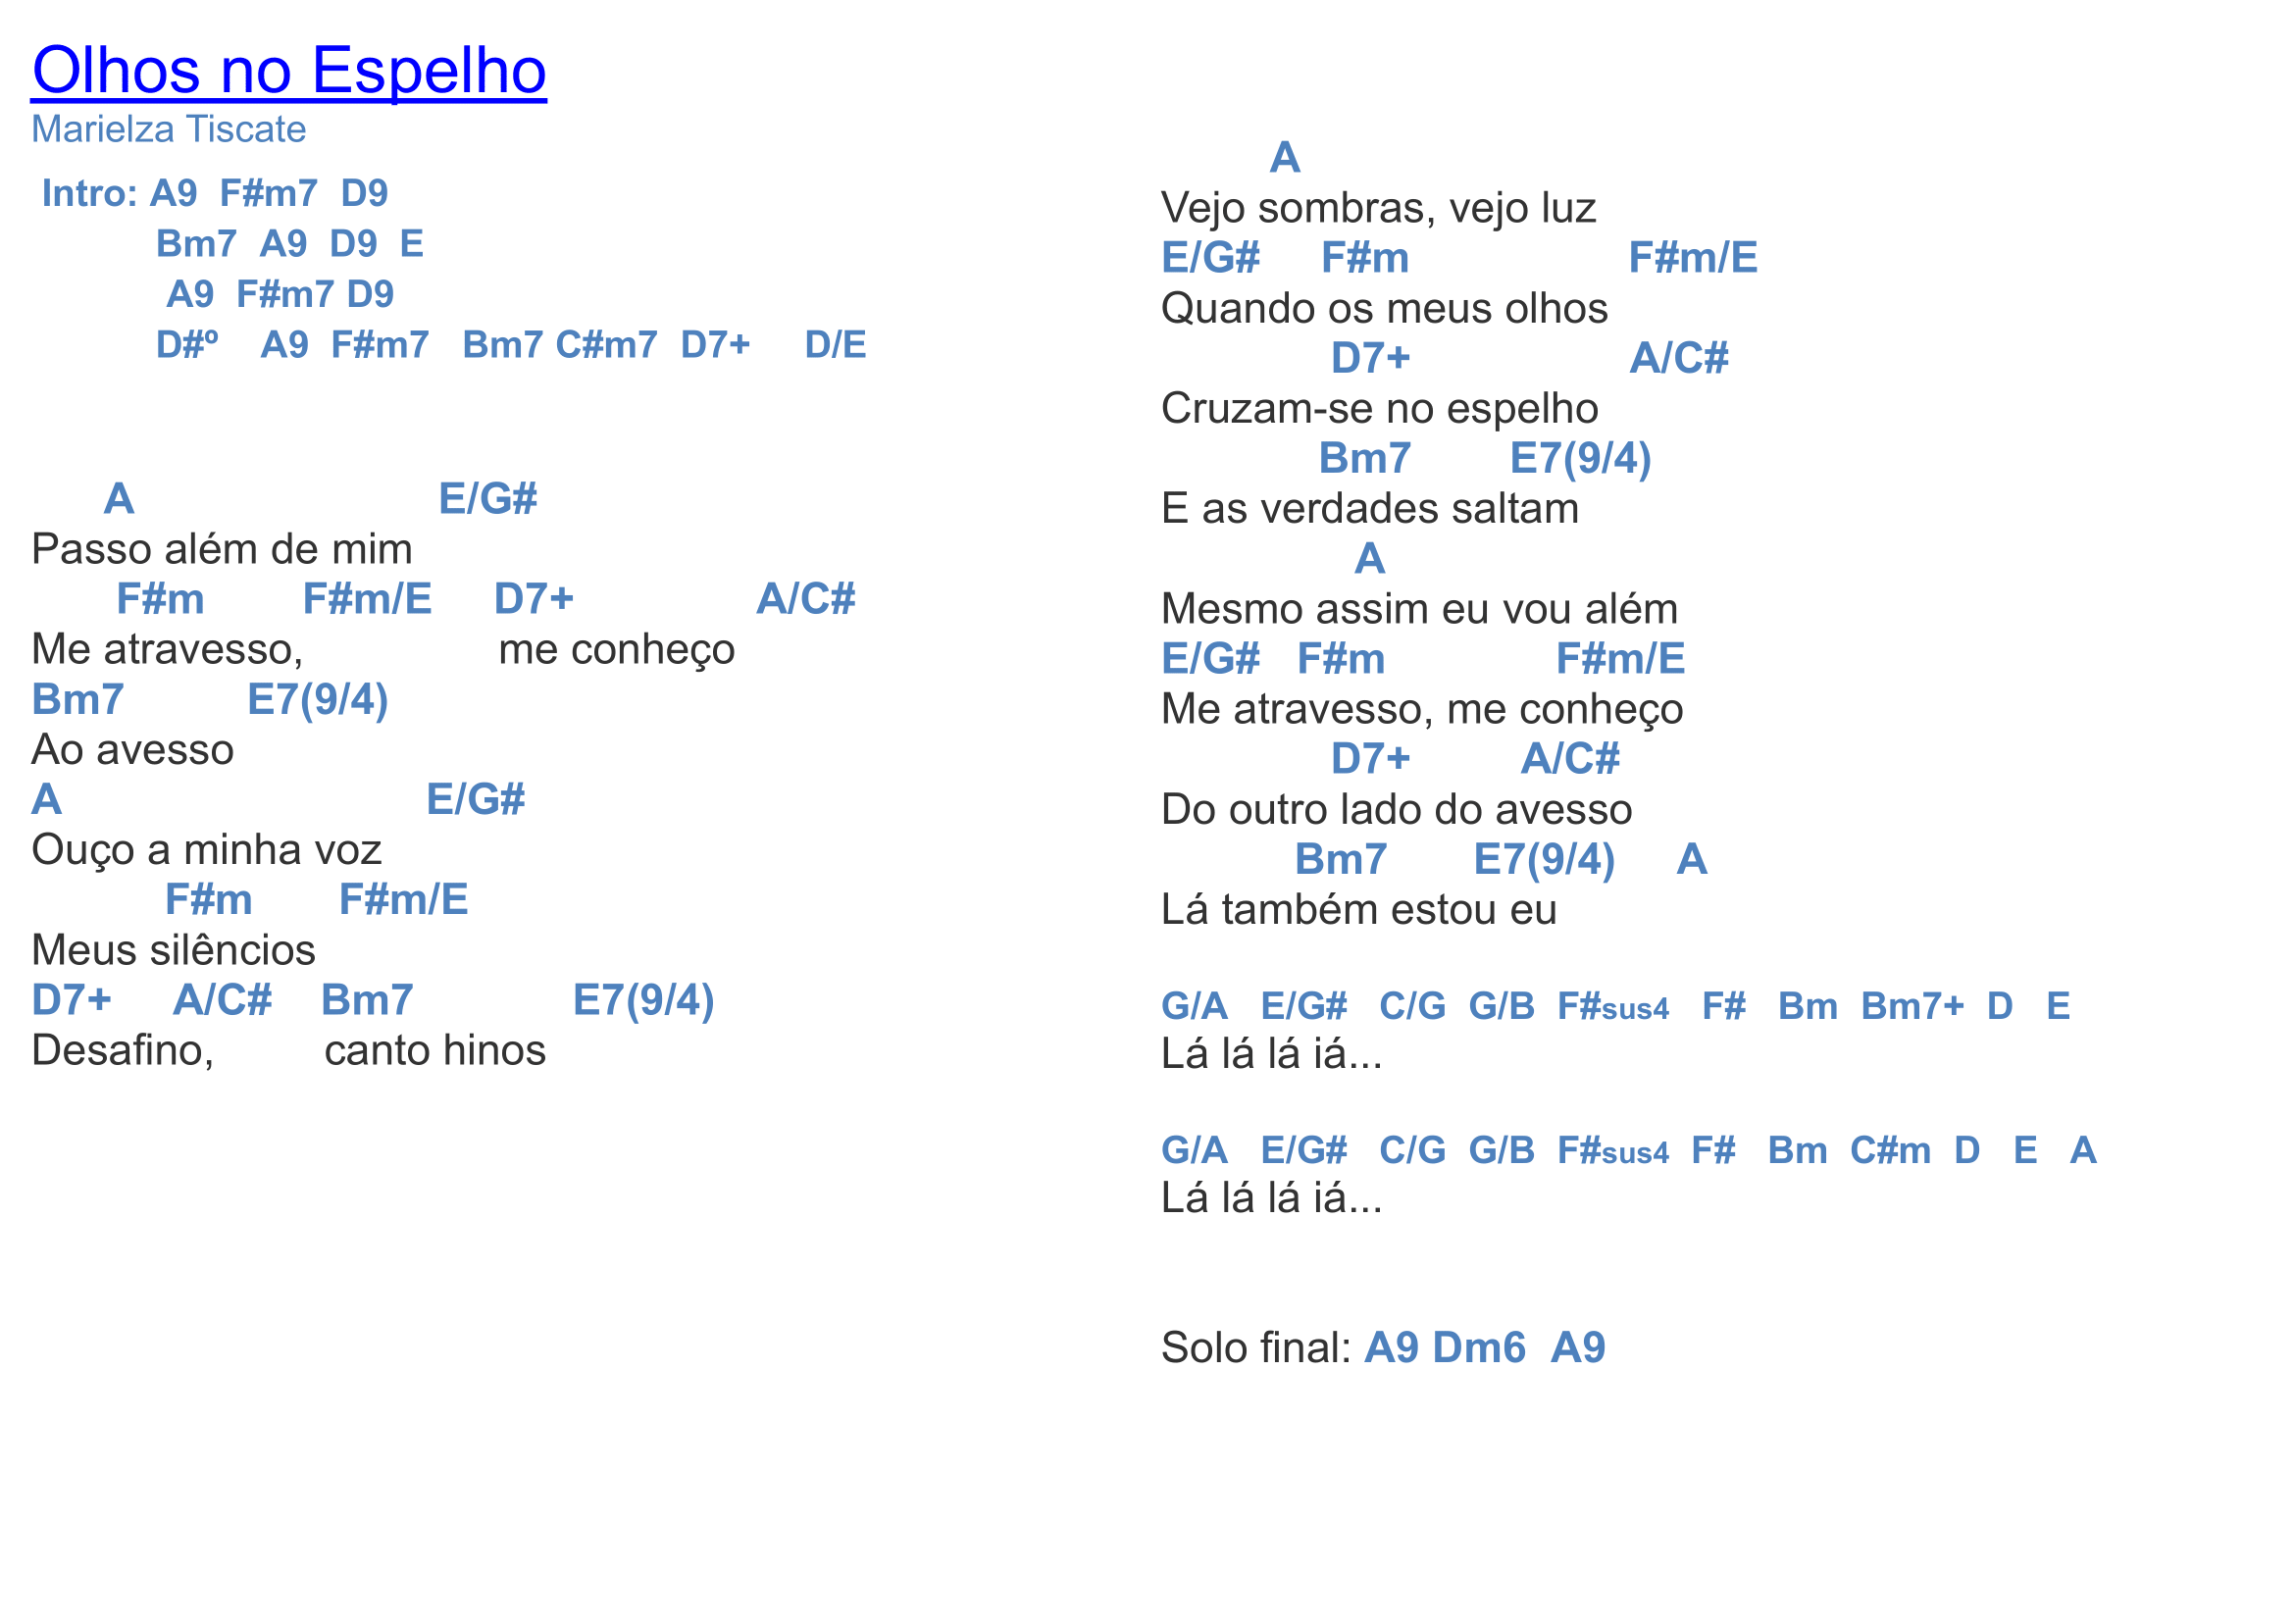 Olhos no Espelho
Marielza Tiscate
Intro: A9 F#m7 D9
Bm7 A9 D9 E
A9 F#m7 D9
D#º A9 F#m7 Bm7 C#m7 D7+ D/E
A E/G#
Passo além de mim
F#m F#m/E D7+ A/C#
Me atravesso, me conheço
Bm7 E7(9/4)
Ao avesso
A E/G#
Ouço a minha voz
F#m F#m/E
Meus silêncios
D7+ A/C# Bm7 E7(9/4)
Desafino, canto hinos
A
Vejo sombras, vejo luz
E/G# F#m F#m/E
Quando os meus olhos
D7+ A/C#
Cruzam-se no espelho
Bm7 E7(9/4)
E as verdades saltam
A
Mesmo assim eu vou além
E/G# F#m F#m/E
Me atravesso, me conheço
D7+ A/C#
Do outro lado do avesso
Bm7 E7(9/4) A
Lá também estou eu
G/A E/G# C/G G/B F#sus4 F# Bm Bm7+ D E
Lá lá lá iá...
G/A E/G# C/G G/B F#sus4 F# Bm C#m D E A
Lá lá lá iá...
Solo final: A9 Dm6 A9